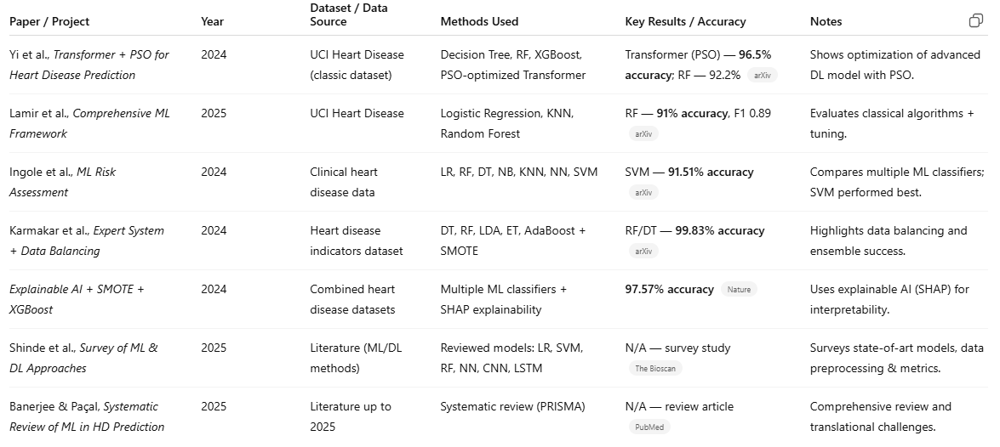 Paper / Project Year Dataset / Data Source Methods Used Key Results / Accuracy Notes
Yi et al., Transformer + PSO for 2024 UCI Heart Disease Decision Tree, RF, XGBoost, Transformer (PSO) — 96.5% Shows optimization of advanced
Heart Disease Prediction (classic dataset) PSO-optimized Transformer accuracy; RF — 92.2% arXiv DL model with PSO.
Lamir et al., Comprehensive ML 2025 UCI Heart Disease Logistic Regression, KNN, RF — 91% accuracy, F1 0.89 Evaluates classical algorithms +
Framework Random Forest arXiv tuning.
Ingole et al., ML Risk 2024 Clinical heart LR, RF, DT, NB, KNN, NN, SVM SVM — 91.51% accuracy Compares multiple ML classifiers;
Assessment disease data arXiv SVM performed best.
Karmakar et al., Expert System 2024 Heart disease DT, RF, LDA, ET, AdaBoost + RF/DT — 99.83% accuracy Highlights data balancing and
+ Data Balancing indicators dataset SMOTE arXiv ensemble success.
Explainable AI + SMOTE + 2024 Combined heart Multiple ML classifiers + 97.57% accuracy Nature Uses explainable AI (SHAP) for
XGBoost disease datasets SHAP explainability interpretability.
Shinde et al., Survey of ML & 2025 Literature (ML/DL Reviewed models: LR, SVM, N/A — survey study Surveys state-of-art models, data
DL Approaches methods) RF, NN, CNN, LSTM The Bioscan preprocessing & metrics.
Banerjee & Paçal, Systematic 2025 Literature up to Systematic review (PRISMA) N/A — review article Comprehensive review and
Review of ML in HD Prediction 2025 PubMed translational challenges.